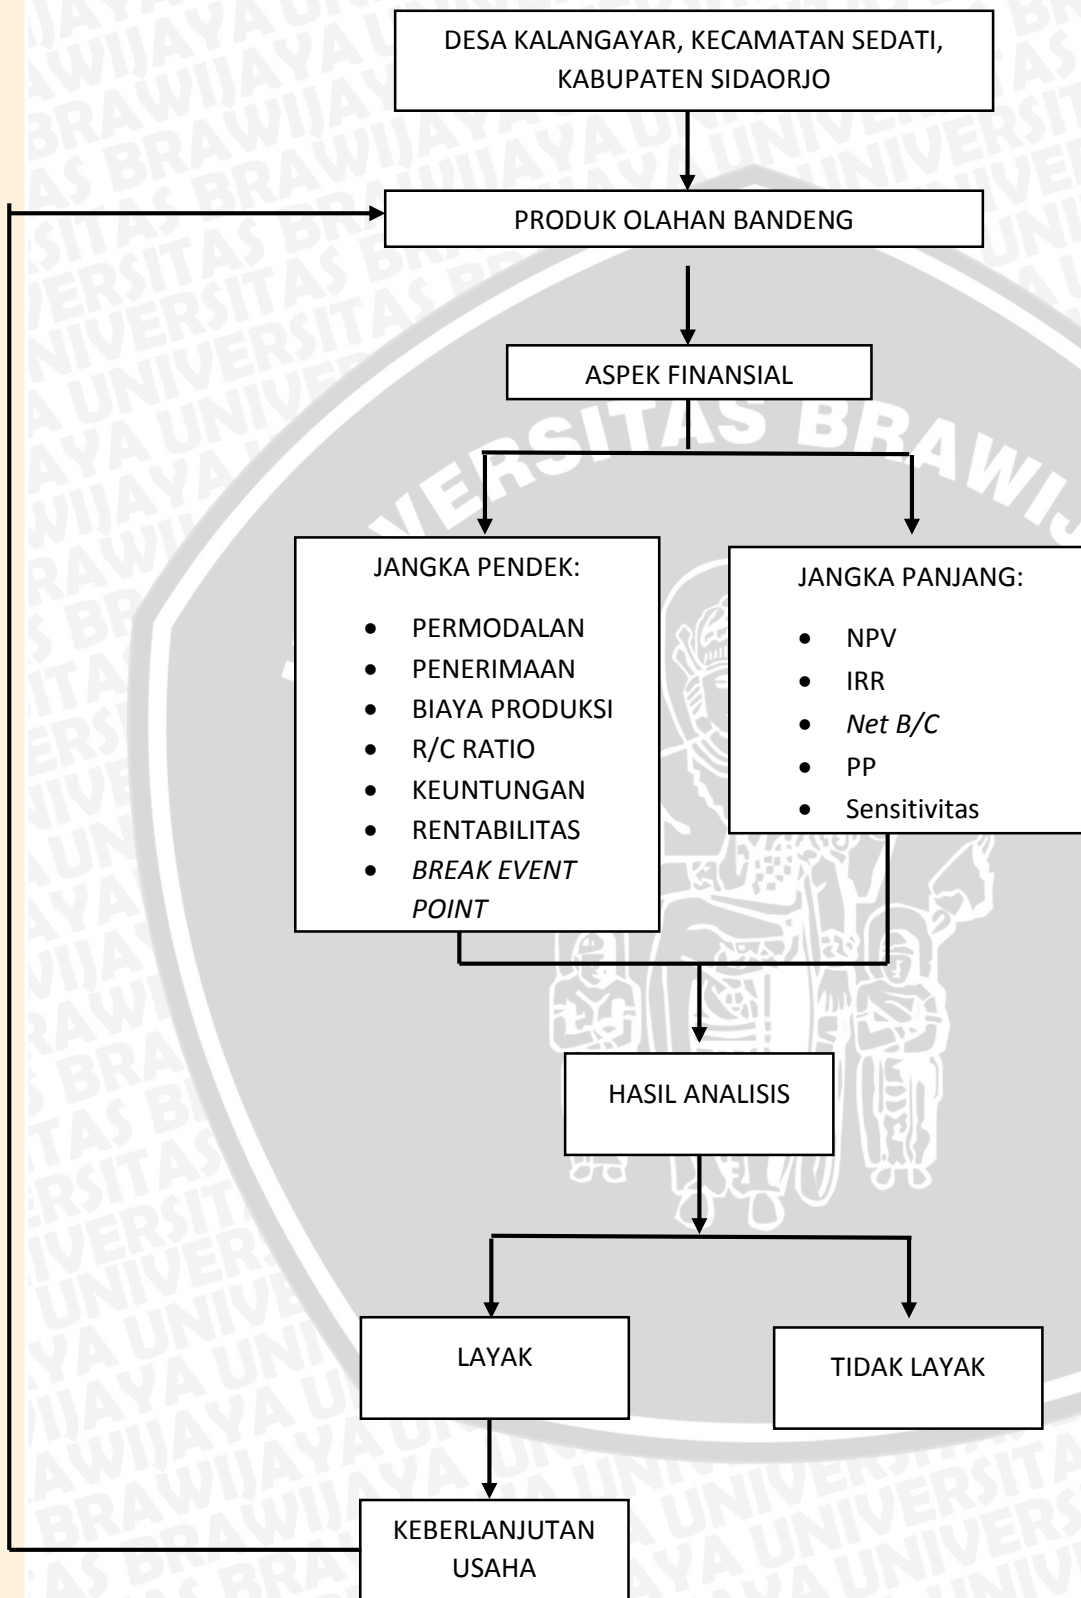 DESA KALANGAYAR, KECAMATAN SEDATI,
KABUPATEN SIDAORJO
PRODUK OLAHAN BANDENG
ASPEK FINANSIAL
JANGKA PENDEK:
• PERMODALAN
• PENERIMAAN
• BIAYA PRODUKSI
• R/C RATIO
• KEUNTUNGAN
• RENTABILITAS
• BREAK EVENT
POINT
JANGKA PANJANG:
• NPV
• IRR
• Net B/C
• PP
• Sensitivitas
HASIL ANALISIS
LAYAK
TIDAK LAYAK
KEBERLANJUTAN
USAHA